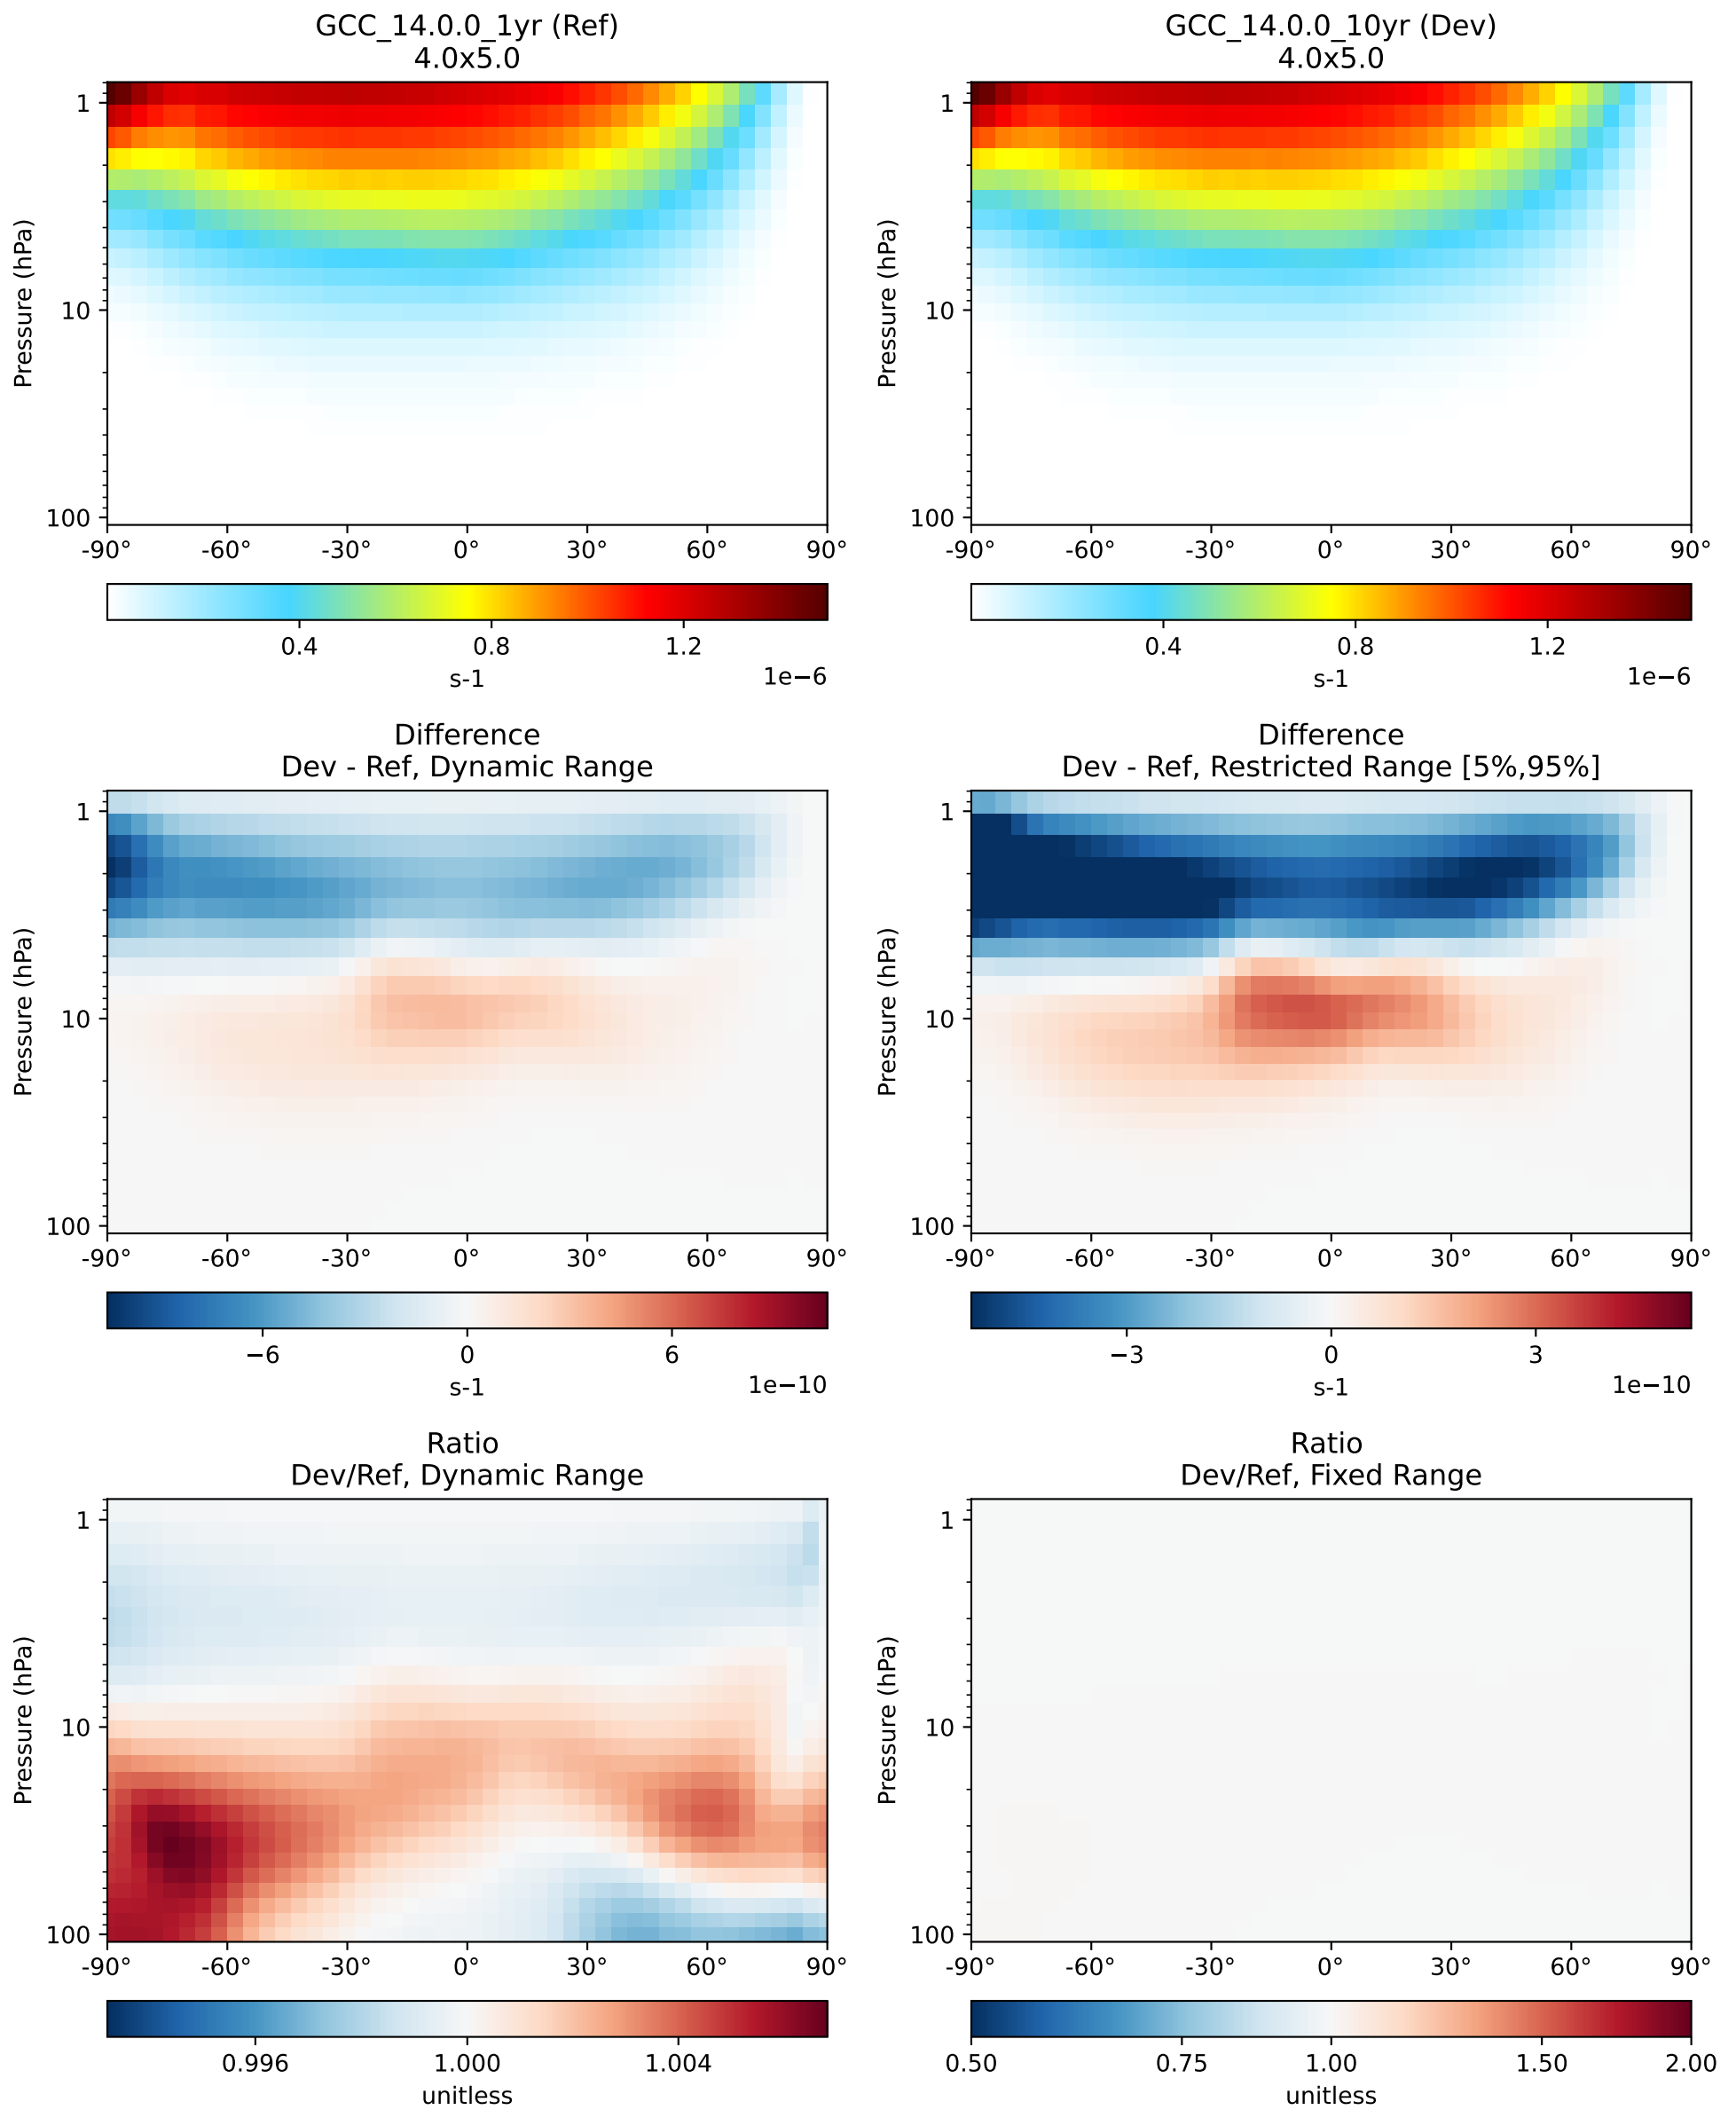 GCC_14.0.0_1yr (Ref)
4.0x5.0
Pressure (hPa)
1
10
100
-90° -60° -30° 0° 30° 60° 90°
0.4 0.8 1.2
s-1
1e−6
GCC_14.0.0_10yr (Dev)
4.0x5.0
Pressure (hPa)
1
10
100
-90° -60° -30° 0° 30° 60° 90°
0.4 0.8 1.2
s-1
1e−6
Difference
Dev - Ref, Dynamic Range
Pressure (hPa)
1
10
100
-90° -60° -30° 0° 30° 60° 90°
−6 0 6
s-1
1e−10
Difference
Dev - Ref, Restricted Range [5%,95%]
Pressure (hPa)
1
10
100
-90° -60° -30° 0° 30° 60° 90°
−3 0 3
s-1
1e−10
Ratio
Dev/Ref, Dynamic Range
Pressure (hPa)
1
10
100
-90° -60° -30° 0° 30° 60° 90°
0.996 1.000 1.004
unitless
Ratio
Dev/Ref, Fixed Range
Pressure (hPa)
1
10
100
-90° -60° -30° 0° 30° 60° 90°
0.50 0.75 1.00 1.50 2.00
unitless